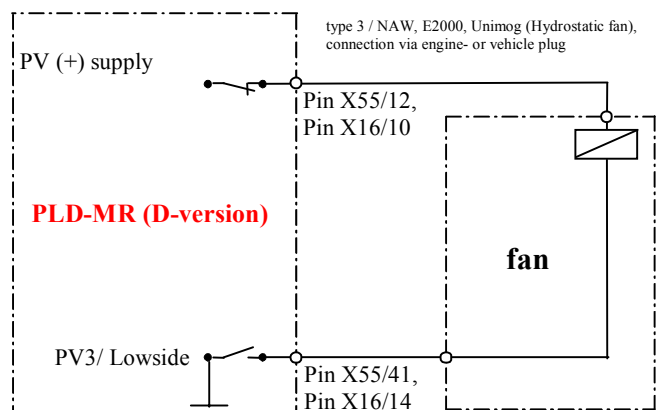 type 3 / NAW, E2000, Unimog (Hydrostatic fan),
connection via engine- or vehicle plug
PV (+) supply
Pin X55/12,
Pin X16/10
PLD-MR (D-version)
fan
PV3/ Lowside
Pin X55/41,
Pin X16/14